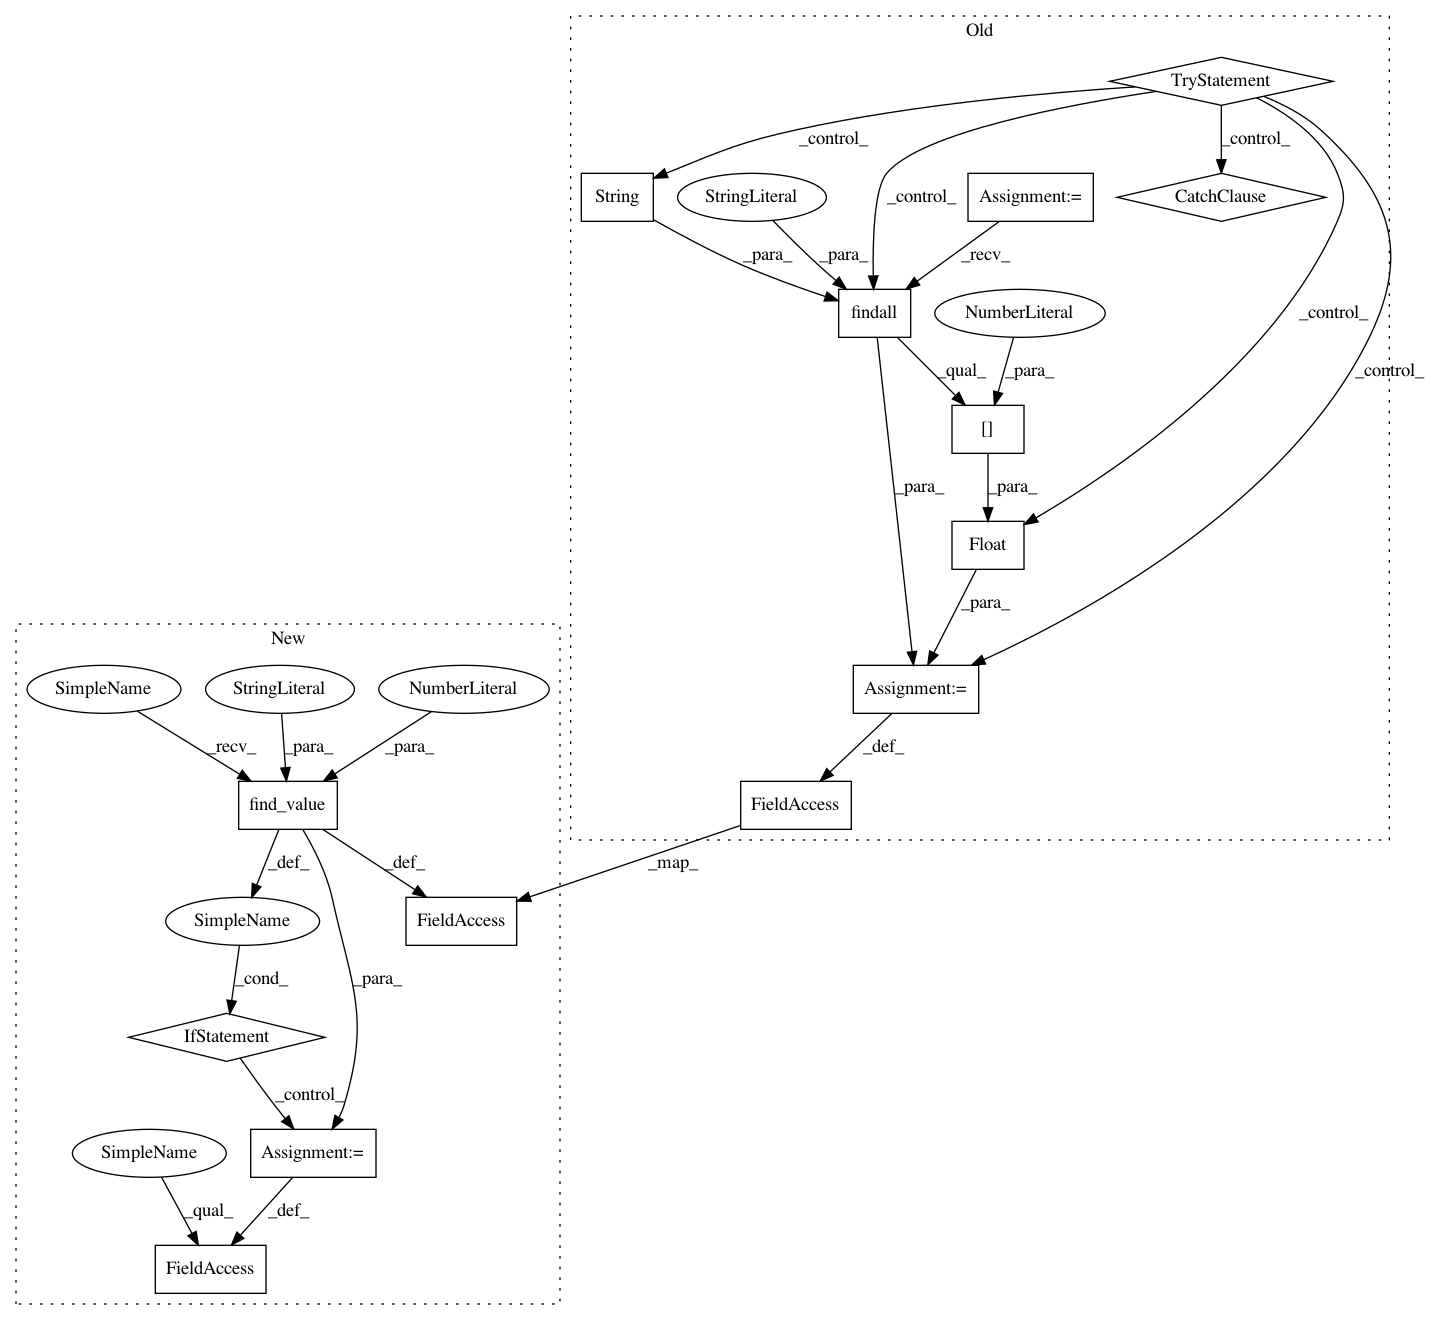 Old
TryStatement
_control_
_control_
_control_
String
StringLiteral
Assignment:=
CatchClause
_para_
_para_
_recv_
_control_
_control_
findall
NumberLiteral
_qual_
_para_
[]
_para_
_para_
Float
_para_
Assignment:=
_def_
FieldAccess
_map_
New
SimpleName
StringLiteral
NumberLiteral
_recv_
_para_
_para_
find_value
_def_
_def_
SimpleName
FieldAccess
_cond_
_para_
IfStatement
_control_
SimpleName
Assignment:=
_qual_
_def_
FieldAccess